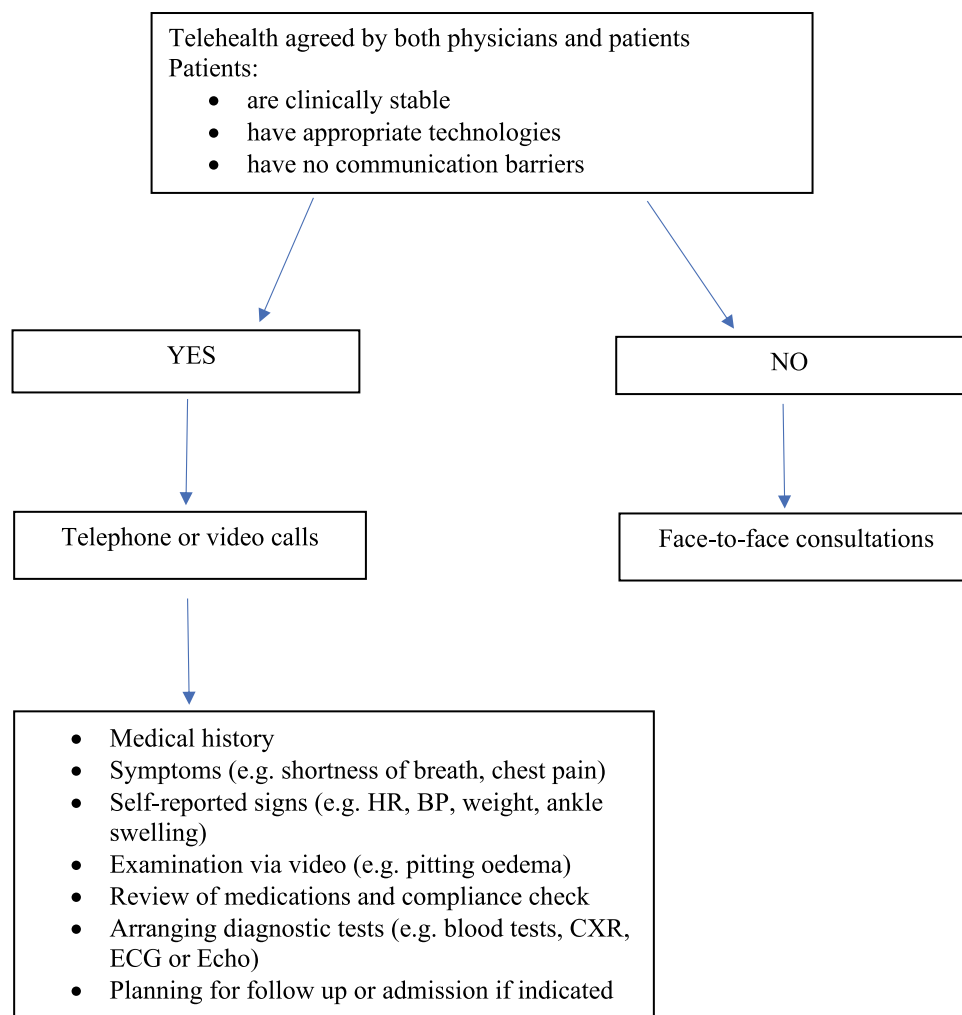 Telehealth agreed by both physicians and patients
Patients:
• are clinically stable
• have appropriate technologies
• have no communication barriers
YES
NO
Telephone or video calls
Face-to-face consultations
• Medical history
• Symptoms (e.g. shortness of breath, chest pain)
• Self-reported signs (e.g. HR, BP, weight, ankle
swelling)
• Examination via video (e.g. pitting oedema)
• Review of medications and compliance check
• Arranging diagnostic tests (e.g. blood tests, CXR,
ECG or Echo)
• Planning for follow up or admission if indicated